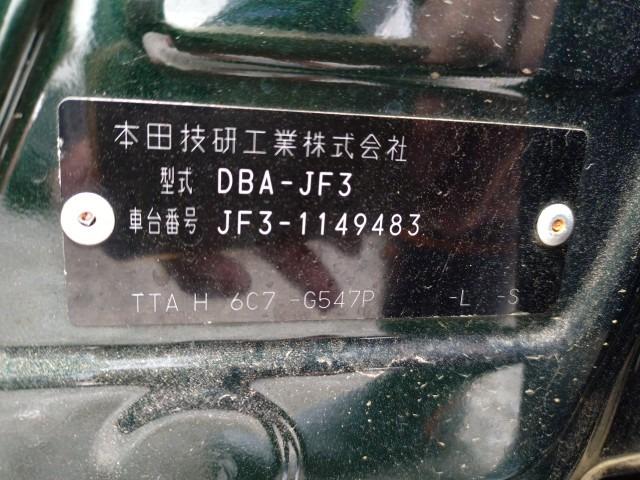 本田技研工業株式会社
型式 DBA-JF3
車台番号 JF3-1149483
TTA H 6C7 -G547P -L -S